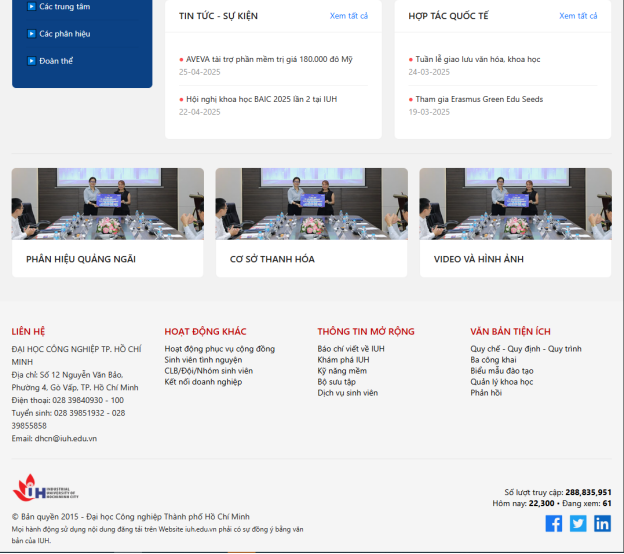 Các trung tâm
Các phân hiệu
Đoàn thể
TIN TỨC - SỰ KIỆN
Xem tất cả
AVEVA tài trợ phần mềm trị giá 180.000 đô Mỹ
25-04-2025
Hội nghị khoa học BAIC 2025 lần 2 tại IUH
22-04-2025
HỢP TÁC QUỐC TẾ
Xem tất cả
Tuần lễ giao lưu văn hóa, khoa học
24-03-2025
Tham gia Erasmus Green Edu Seeds
19-03-2025
PHÂN HIỆU QUẢNG NGÃI
CƠ SỞ THANH HÓA
VIDEO VÀ HÌNH ẢNH
LIÊN HỆ
ĐẠI HỌC CÔNG NGHIỆP TP. HỒ CHÍ
MINH
Địa chỉ: Số 12 Nguyễn Văn Bảo,
Phường 4, Gò Vấp, TP. Hồ Chí Minh
Điện thoại: 028 39840930 - 100
Tuyển sinh: 028 39851932 - 028
39855858
Email: dhcn@iuh.edu.vn
HOẠT ĐỘNG KHÁC
Hoạt động phục vụ cộng đồng
Sinh viên tình nguyện
CLB/Đội/Nhóm sinh viên
Kết nối doanh nghiệp
THÔNG TIN MỞ RỘNG
Báo chí viết về IUH
Khám phá IUH
Kỹ năng mềm
Bộ sưu tập
Dịch vụ sinh viên
VĂN BẢN TIỆN ÍCH
Quy chế - Quy định - Quy trình
Ba công khai
Biểu mẫu đào tạo
Quản lý khoa học
Phản hồi
IUH
INDUSTRIAL
UNIVERSITY OF
HOCHIMINH CITY
© Bản quyền 2015 - Đại học Công nghiệp Thành phố Hồ Chí Minh
Mọi hành động sử dụng nội dung đăng tải trên Website iuh.edu.vn phải có sự đồng ý bằng văn
bản của IUH.
Số lượt truy cập: 288,835,951
Hôm nay: 22,300 • Đang xem: 61